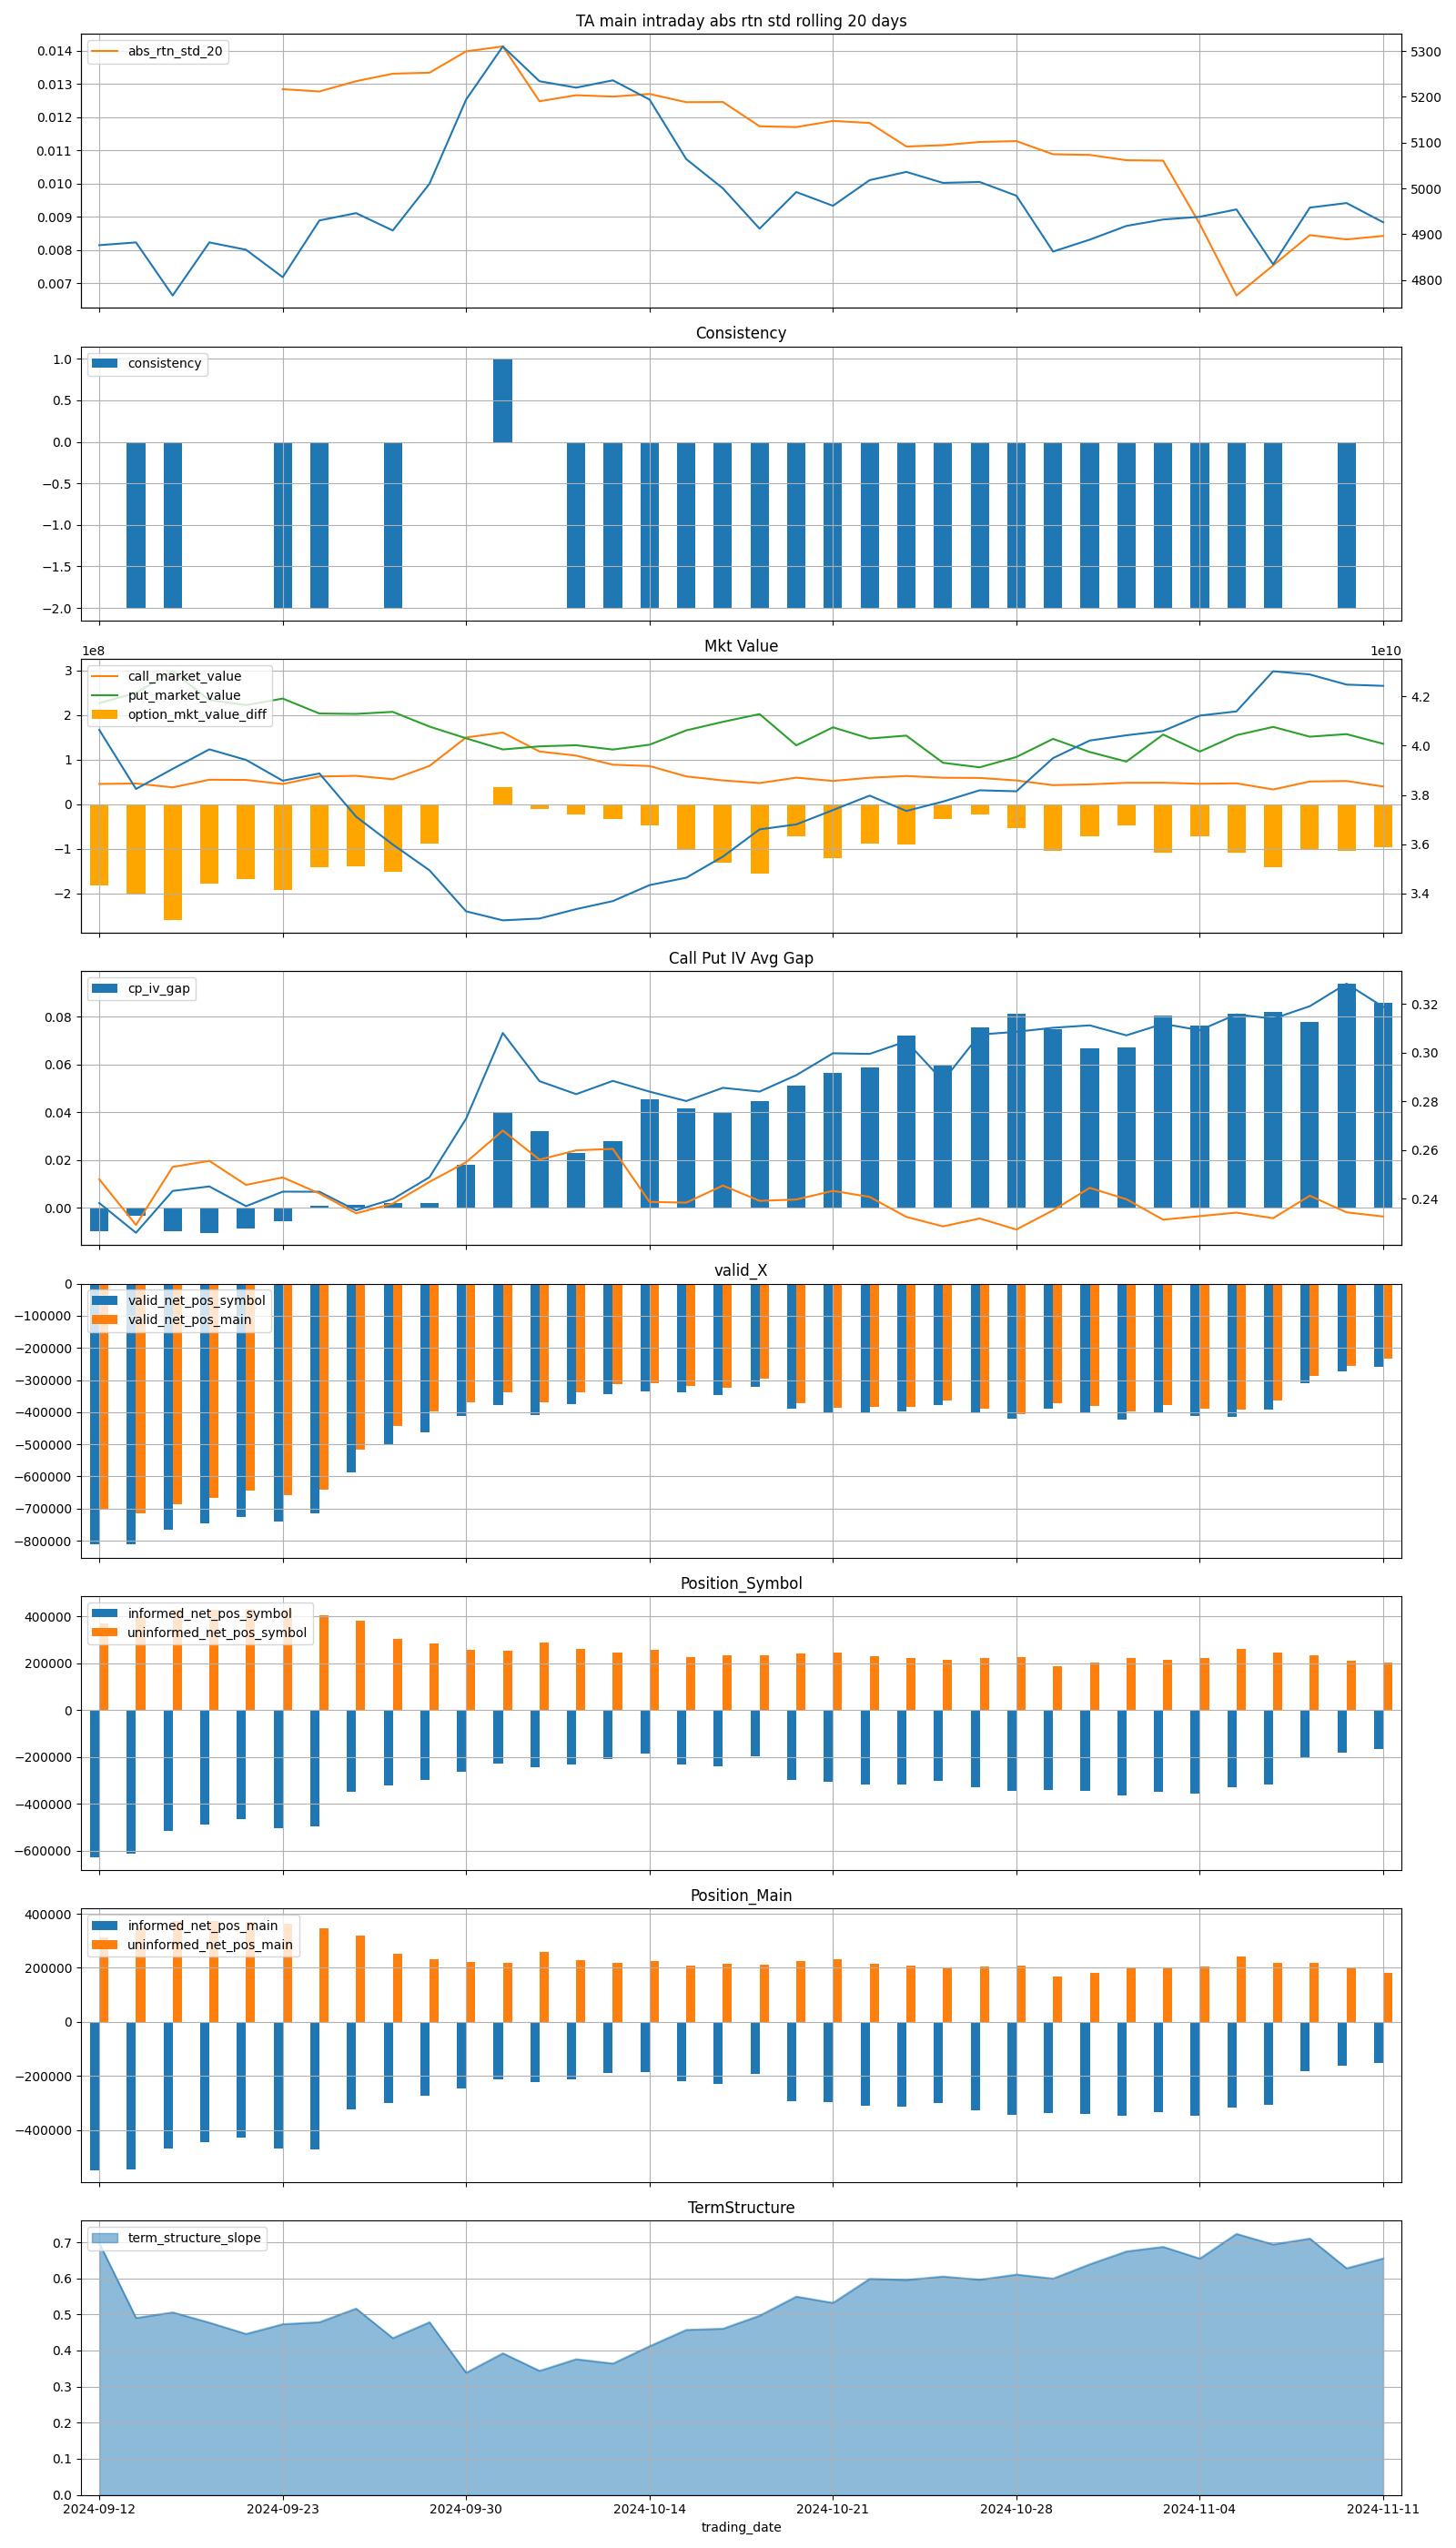 TA main intraday abs rtn std rolling 20 days
abs_rtn_std_20
0.014
0.013
0.012
0.011
0.010
0.009
0.008
0.007
5300
5200
5100
5000
4900
4800
Consistency
consistency
1.0
0.5
0.0
−0.5
−1.0
−1.5
−2.0
Mkt Value
1e8
1e10
call_market_value
put_market_value
option_mkt_value_diff
3
2
1
0
−1
−2
4.2
4.0
3.8
3.6
3.4
Call Put IV Avg Gap
cp_iv_gap
0.08
0.06
0.04
0.02
0.00
0.32
0.30
0.28
0.26
0.24
valid_X
valid_net_pos_symbol
valid_net_pos_main
0
−100000
−200000
−300000
−400000
−500000
−600000
−700000
−800000
Position_Symbol
informed_net_pos_symbol
uninformed_net_pos_symbol
400000
200000
0
−200000
−400000
−600000
Position_Main
informed_net_pos_main
uninformed_net_pos_main
400000
200000
0
−200000
−400000
TermStructure
term_structure_slope
0.7
0.6
0.5
0.4
0.3
0.2
0.1
0.0
2024-09-12 2024-09-23 2024-09-30 2024-10-14 2024-10-21 2024-10-28 2024-11-04 2024-11-11
trading_date